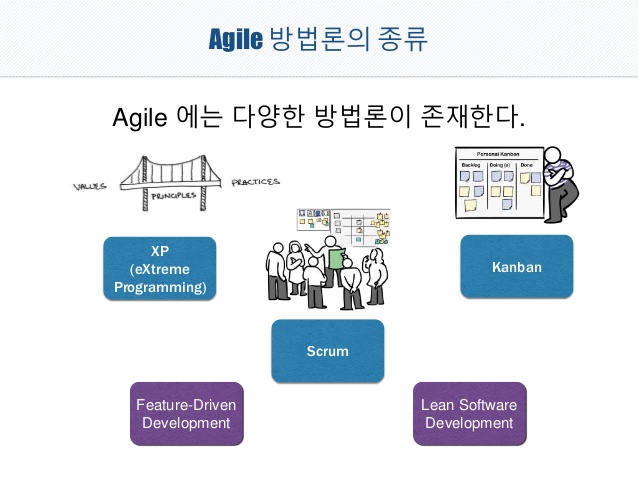 Agile 방법론의 종류
Agile 에는 다양한 방법론이 존재한다.
VALUES
PRINCIPLES
PRACTICES
Personal Kanban
Backlog
Doing (3)
Done
XP
(eXtreme
Programming)
Kanban
Scrum
Feature-Driven
Development
Lean Software
Development